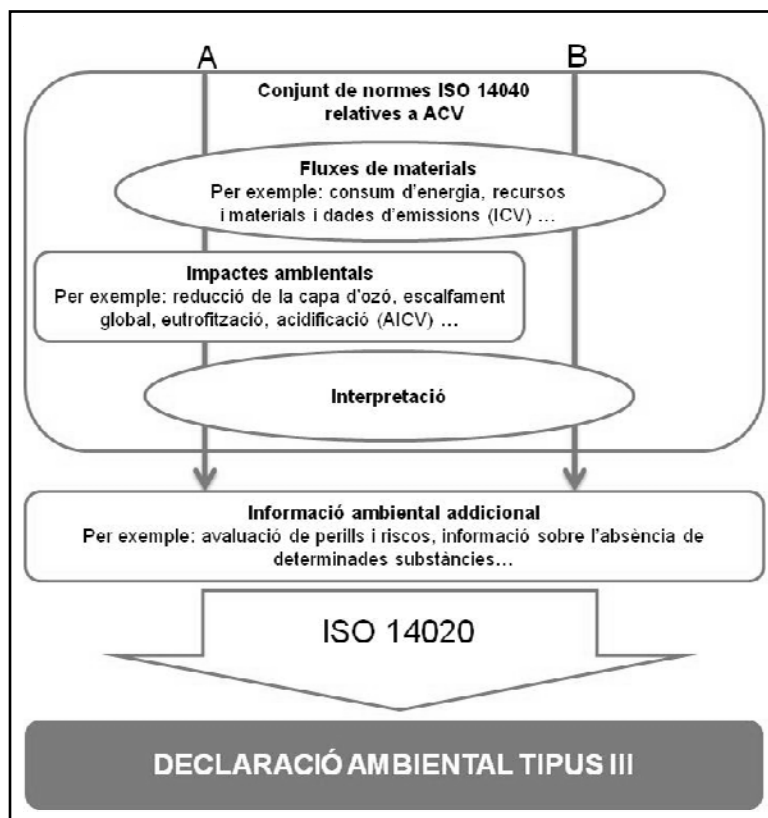 A B
Conjunt de normes ISO 14040
relatives a ACV
Fluxes de materials
Per exemple: consum d'energia, recursos
i materials i dades d'emissions (ICV) ...
Impactes ambientals
Per exemple: reducció de la capa d'ozó, escalfament
global, eutrofització, acidificació (AICV) ...
Interpretació
Informació ambiental addicional
Per exemple: avaluació de perills i riscos, informació sobre l'absència de
determinades substàncies...
ISO 14020
DECLARACIÓ AMBIENTAL TIPUS III